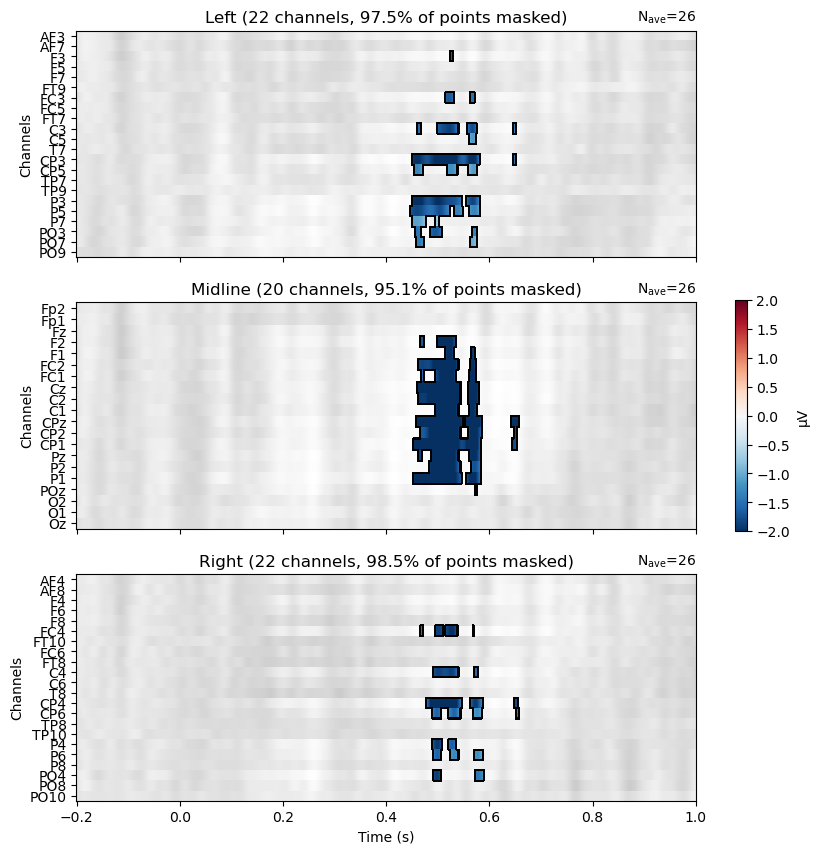 Left (22 channels, 97.5% of points masked)
Nave=26
Channels
AF3
AF7
F3
F5
F7
FT9
FC3
FC5
FT7
C3
C5
T7
CP3
CP5
TP7
TP9
P3
P5
P7
PO3
PO7
PO9
Midline (20 channels, 95.1% of points masked)
Nave=26
Channels
Fp2
Fp1
Fz
F2
F1
FC2
FC1
Cz
C2
C1
CPz
CP2
CP1
Pz
P2
P1
POz
O2
O1
Oz
2.0
1.5
1.0
0.5
0.0
−0.5
−1.0
−1.5
−2.0
µV
Right (22 channels, 98.5% of points masked)
Nave=26
Channels
AF4
AF8
F4
F6
F8
FC4
FT10
FC6
FT8
C4
C6
T8
CP4
CP6
TP8
TP10
P4
P6
P8
PO4
PO8
PO10
−0.2 0.0 0.2 0.4 0.6 0.8 1.0
Time (s)